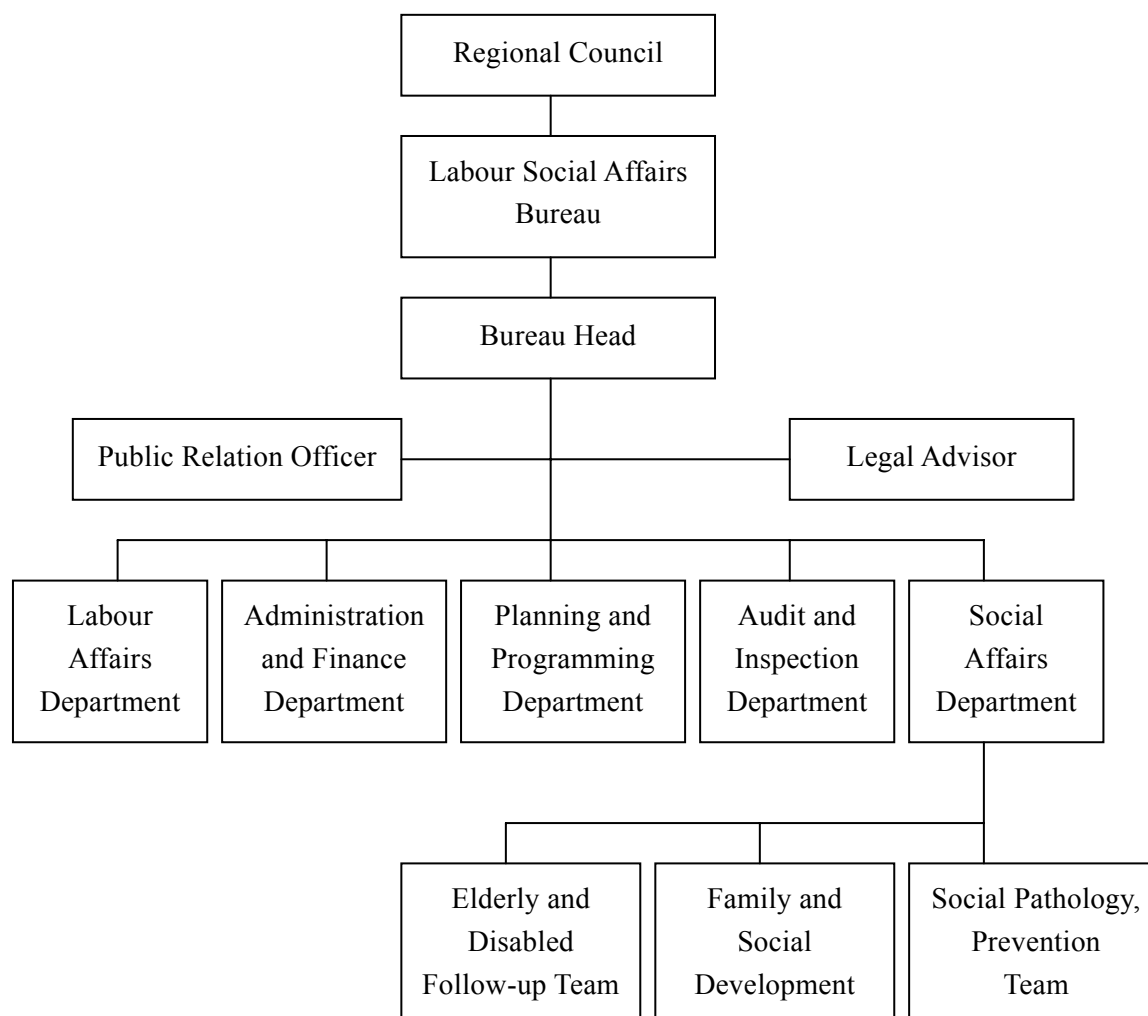 Regional Council
Labour Social Affairs
Bureau
Bureau Head
Public Relation Officer
Legal Advisor
Labour
Affairs
Department
Administration
and Finance
Department
Planning and
Programming
Department
Audit and
Inspection
Department
Social
Affairs
Department
Elderly and
Disabled
Follow-up Team
Family and
Social
Development
Social Pathology,
Prevention
Team